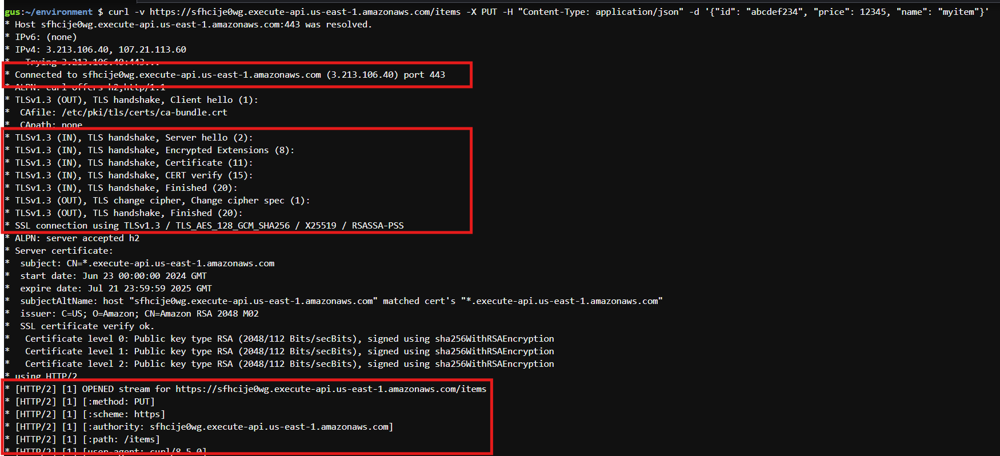 gus:~/environment $ curl -v https://sfhcije0wg.execute-api.us-east-1.amazonaws.com/items -X PUT -H "Content-Type: application/json" -d '{"id": "abcdef234", "price": 12345, "name": "myitem"}'
* Host sfhcije0wg.execute-api.us-east-1.amazonaws.com:443 was resolved.
* IPv6: (none)
* IPv4: 3.213.106.40, 107.21.113.60
*   Trying 3.213.106.40:443...
* Connected to sfhcije0wg.execute-api.us-east-1.amazonaws.com (3.213.106.40) port 443
* ALPN: curl offers h2,http/1.1
* TLSv1.3 (OUT), TLS handshake, Client hello (1):
*  CAfile: /etc/pki/tls/certs/ca-bundle.crt
*  CApath: none
* TLSv1.3 (IN), TLS handshake, Server hello (2):
* TLSv1.3 (IN), TLS handshake, Encrypted Extensions (8):
* TLSv1.3 (IN), TLS handshake, Certificate (11):
* TLSv1.3 (IN), TLS handshake, CERT verify (15):
* TLSv1.3 (IN), TLS handshake, Finished (20):
* TLSv1.3 (OUT), TLS change cipher, Change cipher spec (1):
* TLSv1.3 (OUT), TLS handshake, Finished (20):
* SSL connection using TLSv1.3 / TLS_AES_128_GCM_SHA256 / X25519 / RSASSA-PSS
* ALPN: server accepted h2
* Server certificate:
*  subject: CN=*.execute-api.us-east-1.amazonaws.com
*  start date: Jun 23 00:00:00 2024 GMT
*  expire date: Jul 21 23:59:59 2025 GMT
*  subjectAltName: host "sfhcije0wg.execute-api.us-east-1.amazonaws.com" matched cert's "*.execute-api.us-east-1.amazonaws.com"
*  issuer: C=US; O=Amazon; CN=Amazon RSA 2048 M02
*  SSL certificate verify ok.
*   Certificate level 0: Public key type RSA (2048/112 Bits/secBits), signed using sha256WithRSAEncryption
*   Certificate level 1: Public key type RSA (2048/112 Bits/secBits), signed using sha256WithRSAEncryption
*   Certificate level 2: Public key type RSA (2048/112 Bits/secBits), signed using sha256WithRSAEncryption
* using HTTP/2
* [HTTP/2] [1] OPENED stream for https://sfhcije0wg.execute-api.us-east-1.amazonaws.com/items
* [HTTP/2] [1] [:method: PUT]
* [HTTP/2] [1] [:scheme: https]
* [HTTP/2] [1] [:authority: sfhcije0wg.execute-api.us-east-1.amazonaws.com]
* [HTTP/2] [1] [:path: /items]
* [HTTP/2] [1] [user-agent: curl/8.5.0]